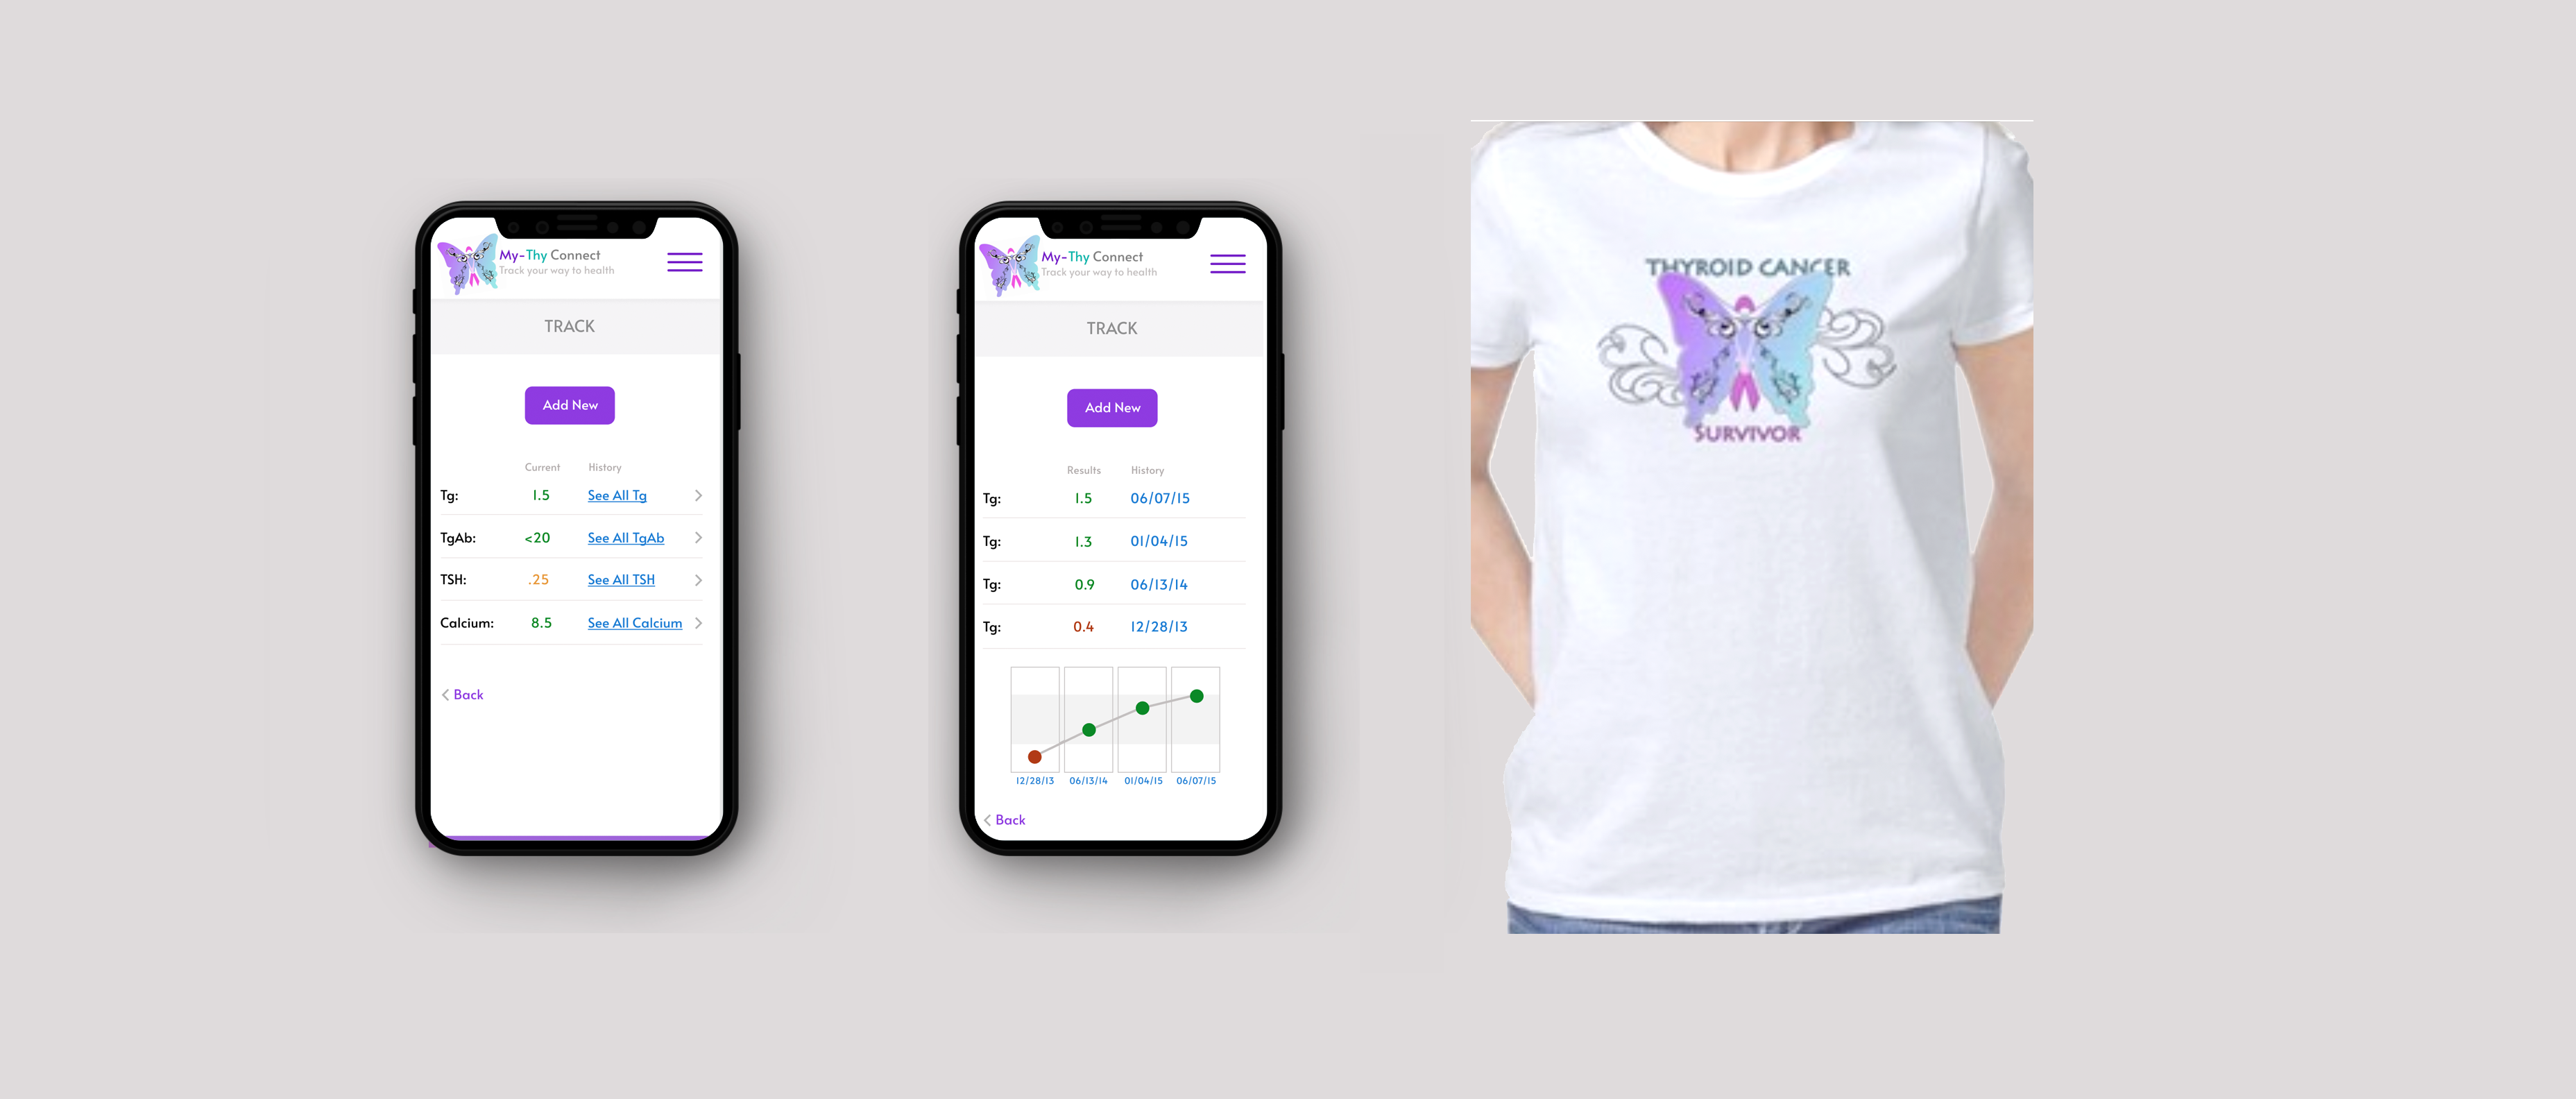 My-Thy Connect
Track your way to health
TRACK
Add New
Current History
Tg: 1.5 See All Tg
TgAb: <20 See All TgAb
TSH: .25 See All TSH
Calcium: 8.5 See All Calcium
Back
My-Thy Connect
Track your way to health
TRACK
Add New
Results History
Tg: 1.5 06/07/15
Tg: 1.3 01/04/15
Tg: 0.9 06/13/14
Tg: 0.4 12/28/13
12/28/13 06/13/14 01/04/15 06/07/15
Back
THYROID CANCER
SURVIVOR